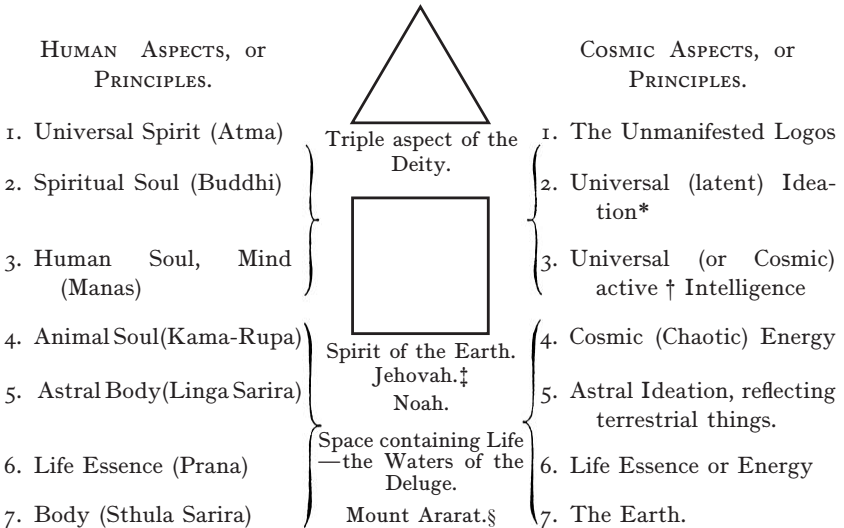 Human Aspects, or
Principles.
1. Universal Spirit (Atma)
2. Spiritual Soul (Buddhi)
3. Human Soul, Mind
(Manas)
4. Animal Soul (Kama-Rupa)
5. Astral Body (Linga Sarira)
6. Life Essence (Prana)
7. Body (Sthula Sarira)
Triple aspect of the
Deity.
Spirit of the Earth.
Jehovah.‡
Noah.
Space containing Life
—the Waters of the
Deluge.
Mount Ararat.§
Cosmic Aspects, or
Principles.
1. The Unmanifested Logos
2. Universal (latent) Idea-
tion*
3. Universal (or Cosmic)
active † Intelligence
4. Cosmic (Chaotic) Energy
5. Astral Ideation, reflecting
terrestrial things.
6. Life Essence or Energy
7. The Earth.